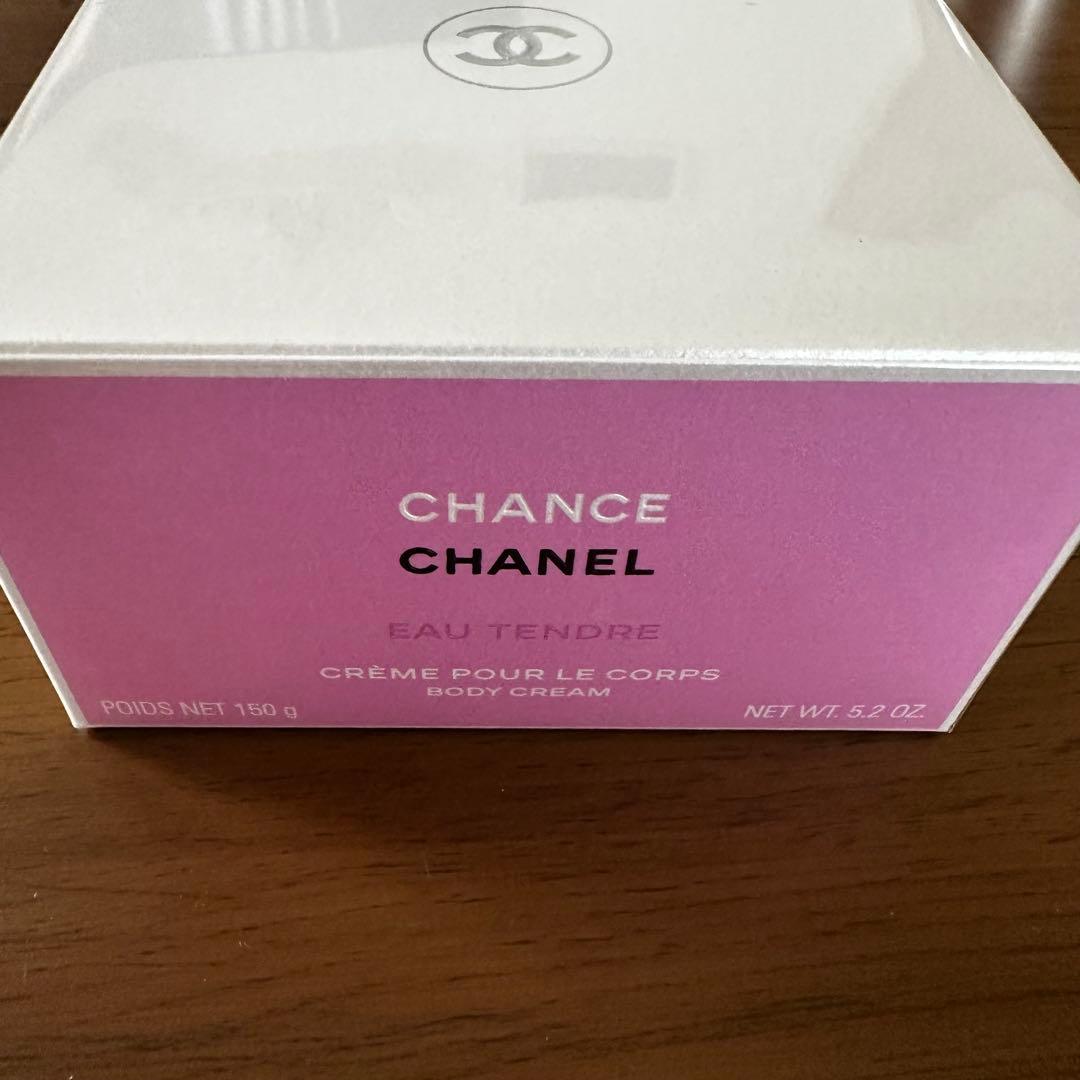 CHANCE
CHANEL
EAU TENDRE
CRÈME POUR LE CORPS
BODY CREAM
POIDS NET 150 g
NET WT. 5.2 OZ.